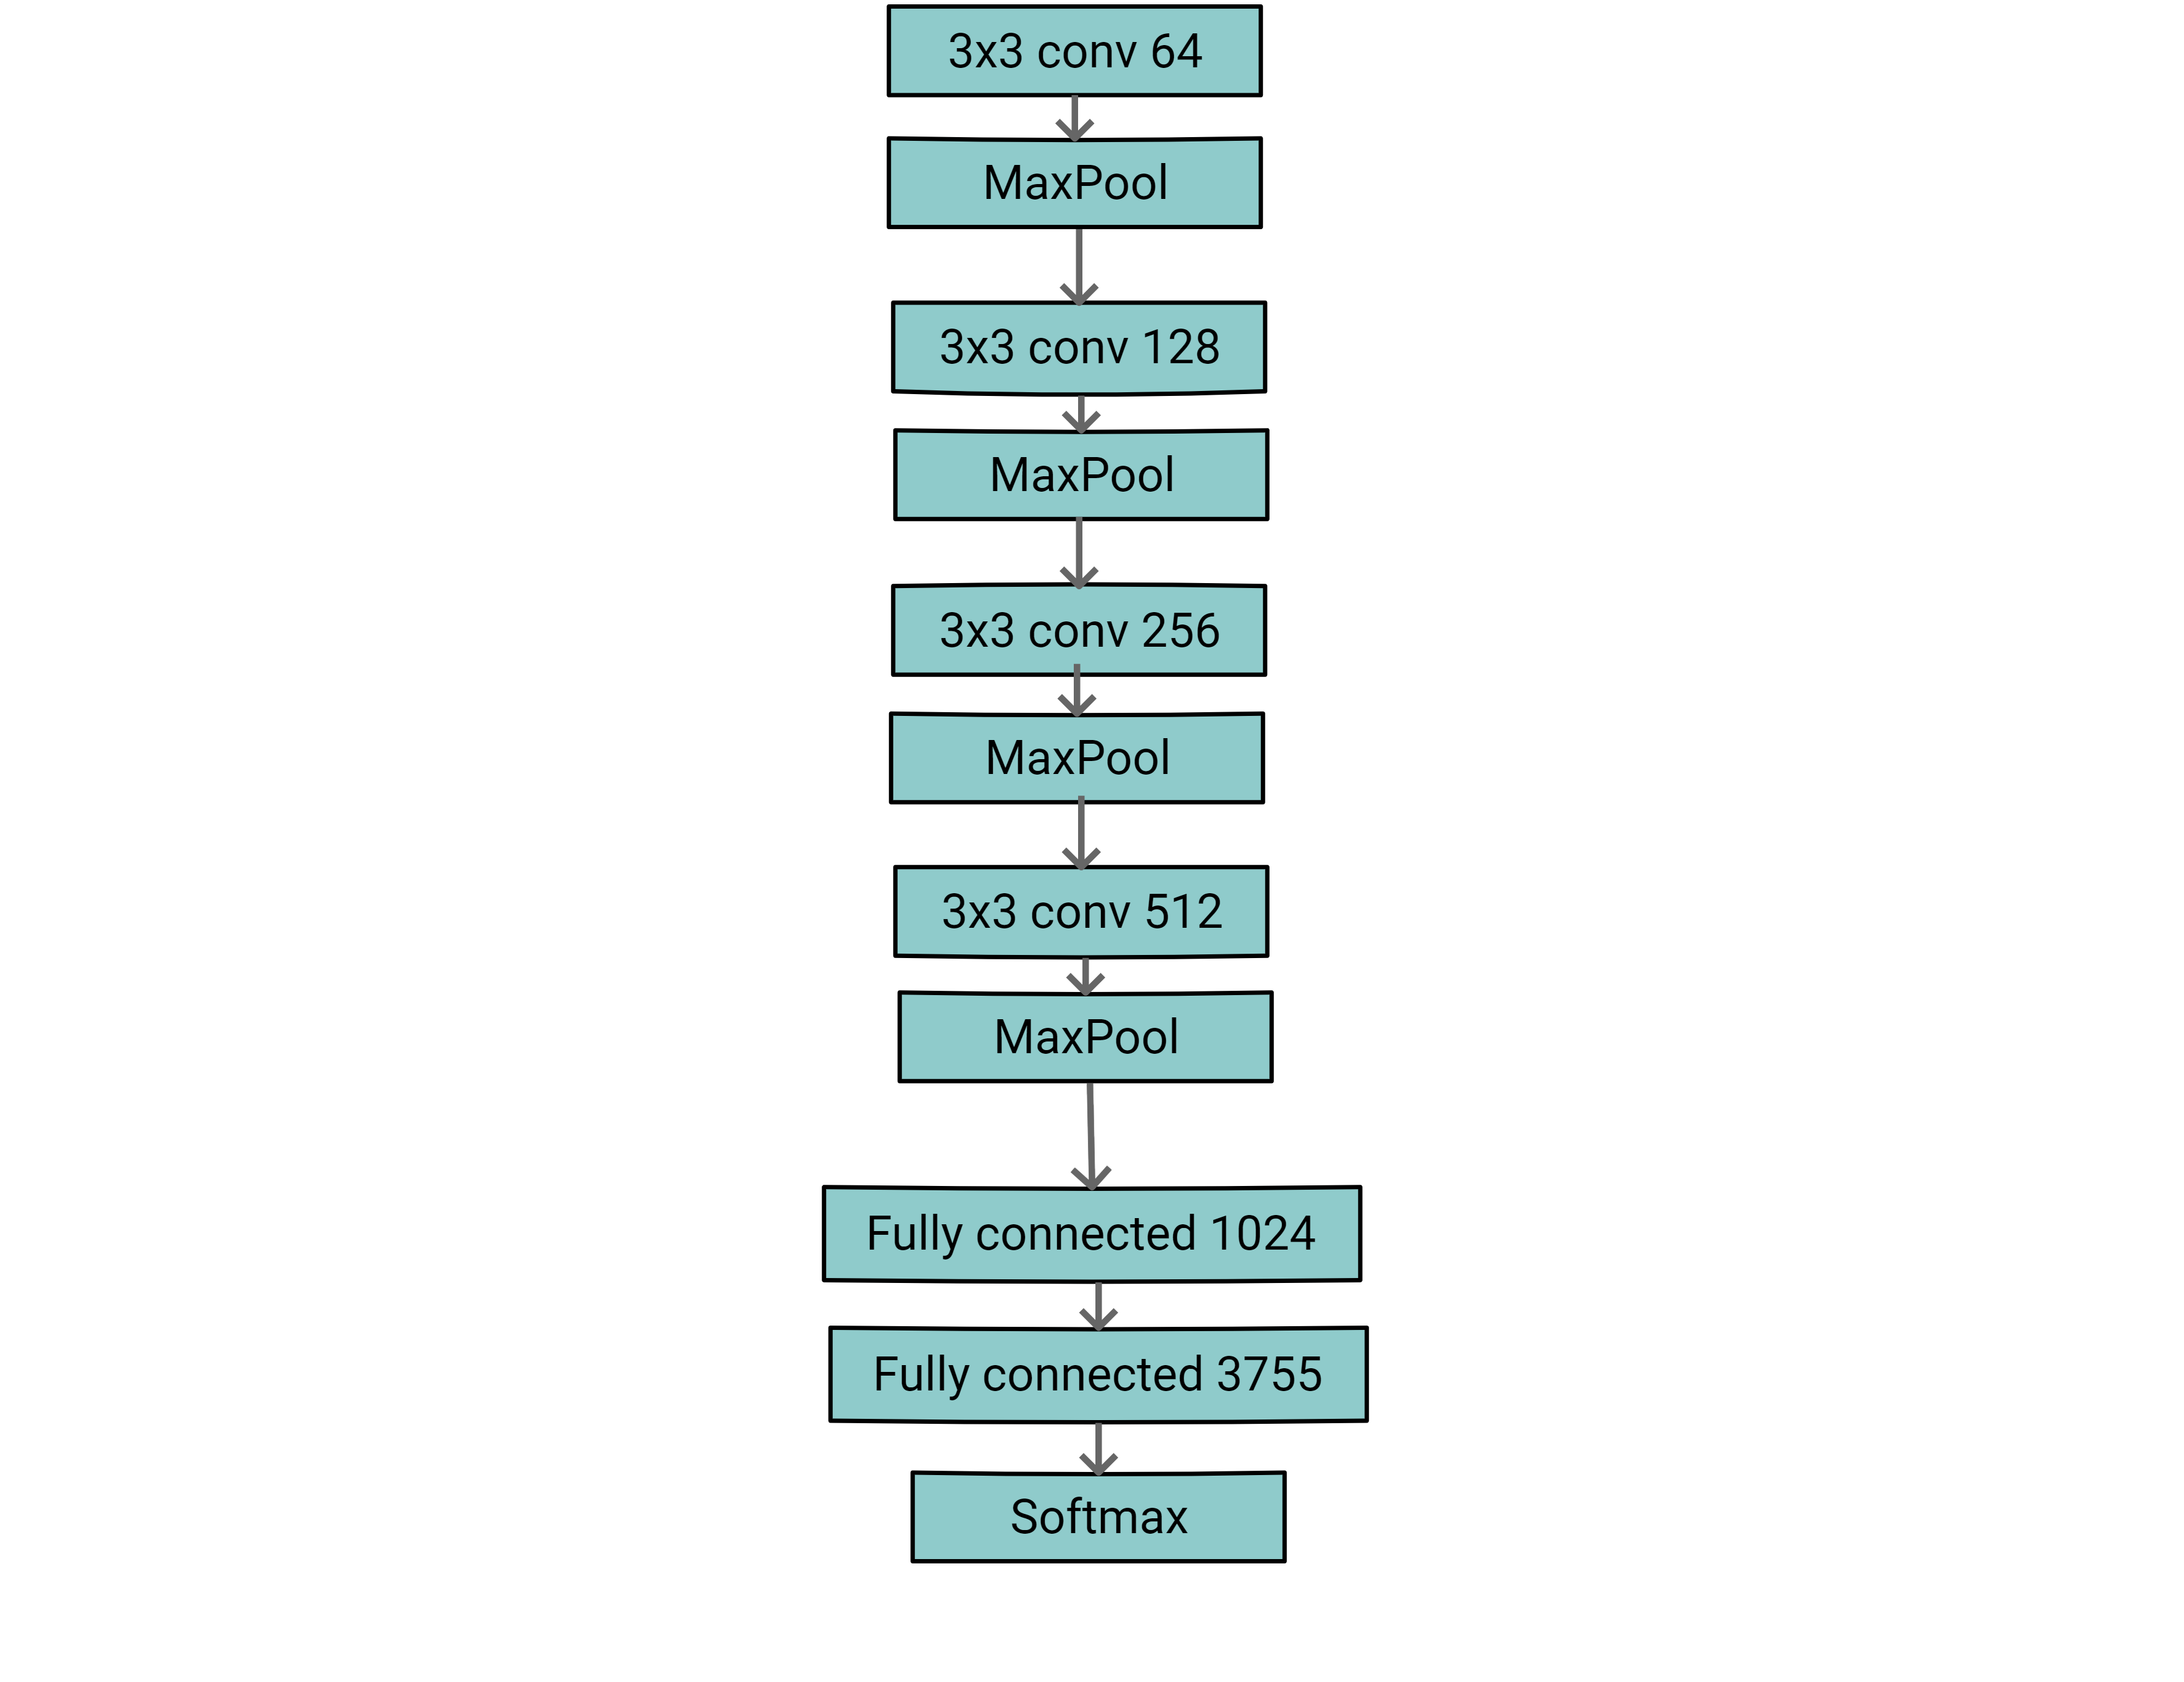 3x3 conv 64
MaxPool
3x3 conv 128
MaxPool
3x3 conv 256
MaxPool
3x3 conv 512
MaxPool
Fully connected 1024
Fully connected 3755
Softmax